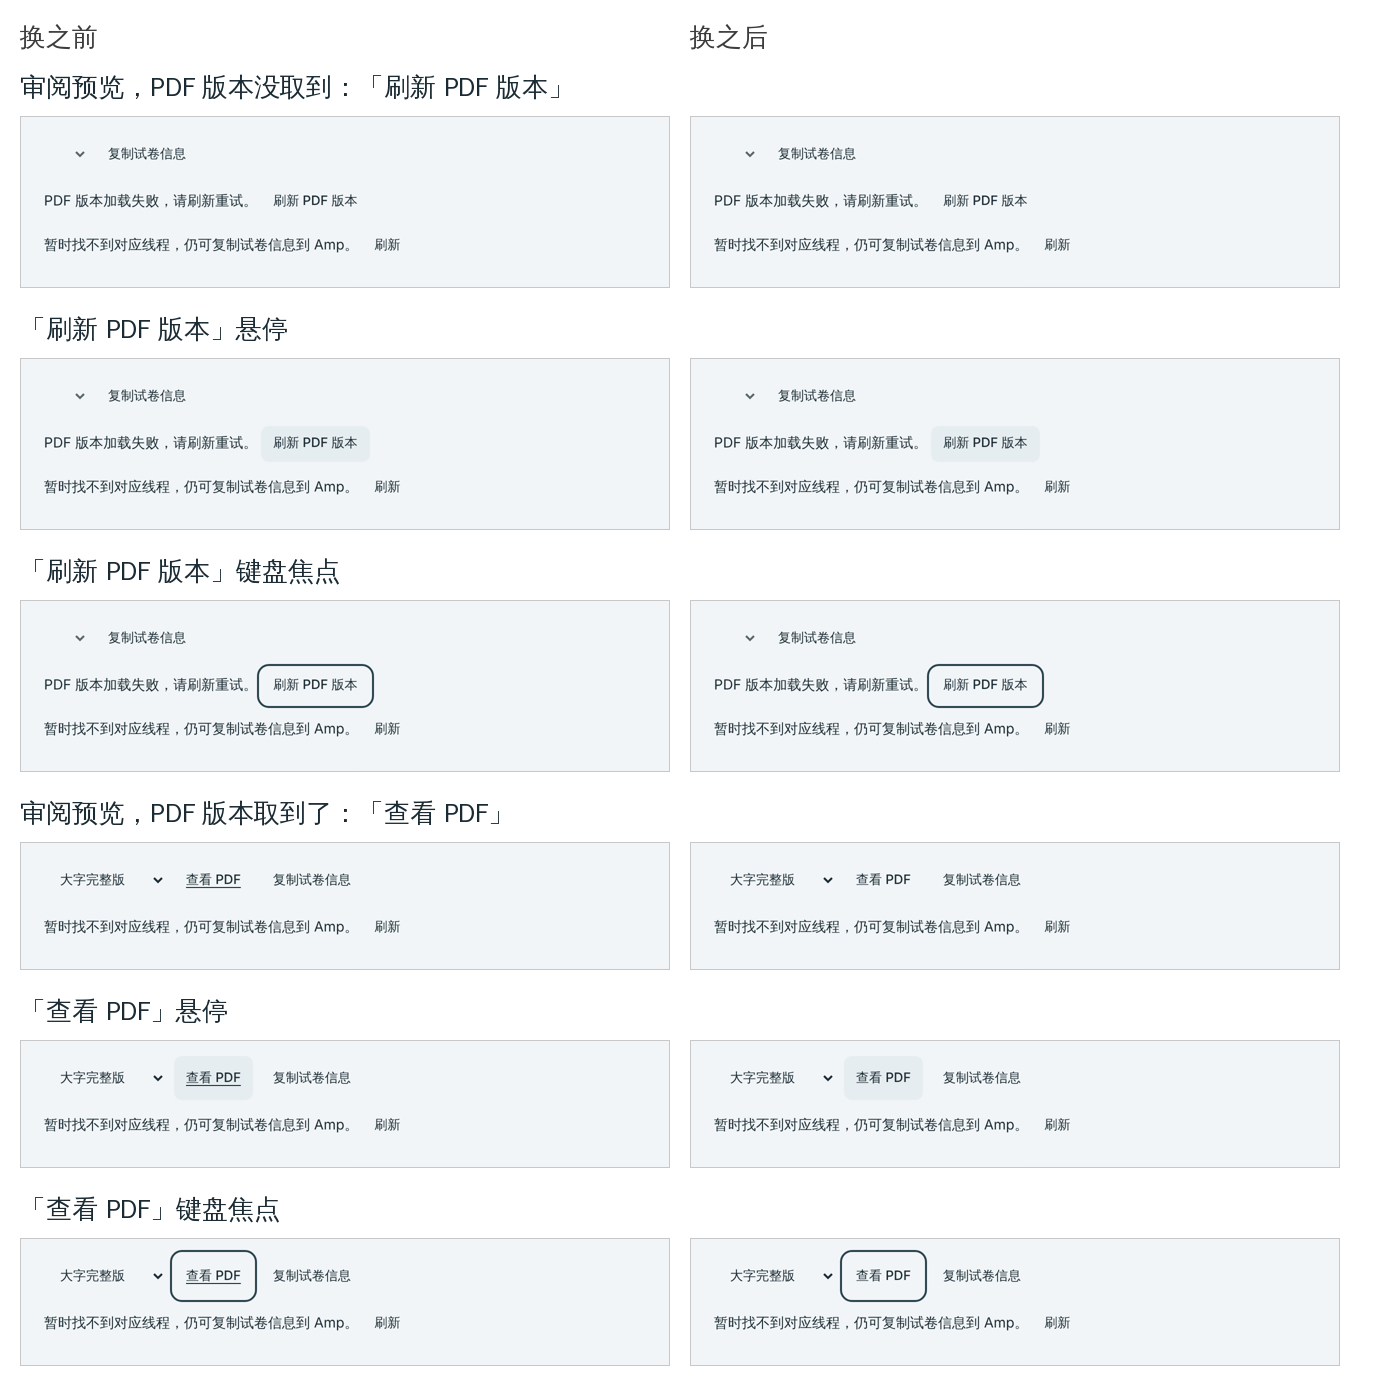 换之前 换之后
审阅预览，PDF 版本没取到：「刷新 PDF 版本」
复制试卷信息 复制试卷信息
PDF 版本加载失败，请刷新重试。 刷新 PDF 版本 PDF 版本加载失败，请刷新重试。 刷新 PDF 版本
暂时找不到对应线程，仍可复制试卷信息到 Amp。 刷新 暂时找不到对应线程，仍可复制试卷信息到 Amp。 刷新
「刷新 PDF 版本」悬停
复制试卷信息 复制试卷信息
PDF 版本加载失败，请刷新重试。 刷新 PDF 版本 PDF 版本加载失败，请刷新重试。 刷新 PDF 版本
暂时找不到对应线程，仍可复制试卷信息到 Amp。 刷新 暂时找不到对应线程，仍可复制试卷信息到 Amp。 刷新
「刷新 PDF 版本」键盘焦点
复制试卷信息 复制试卷信息
PDF 版本加载失败，请刷新重试。 刷新 PDF 版本 PDF 版本加载失败，请刷新重试。 刷新 PDF 版本
暂时找不到对应线程，仍可复制试卷信息到 Amp。 刷新 暂时找不到对应线程，仍可复制试卷信息到 Amp。 刷新
审阅预览，PDF 版本取到了：「查看 PDF」
大字完整版 查看 PDF 复制试卷信息 大字完整版 查看 PDF 复制试卷信息
暂时找不到对应线程，仍可复制试卷信息到 Amp。 刷新 暂时找不到对应线程，仍可复制试卷信息到 Amp。 刷新
「查看 PDF」悬停
大字完整版 查看 PDF 复制试卷信息 大字完整版 查看 PDF 复制试卷信息
暂时找不到对应线程，仍可复制试卷信息到 Amp。 刷新 暂时找不到对应线程，仍可复制试卷信息到 Amp。 刷新
「查看 PDF」键盘焦点
大字完整版 查看 PDF 复制试卷信息 大字完整版 查看 PDF 复制试卷信息
暂时找不到对应线程，仍可复制试卷信息到 Amp。 刷新 暂时找不到对应线程，仍可复制试卷信息到 Amp。 刷新